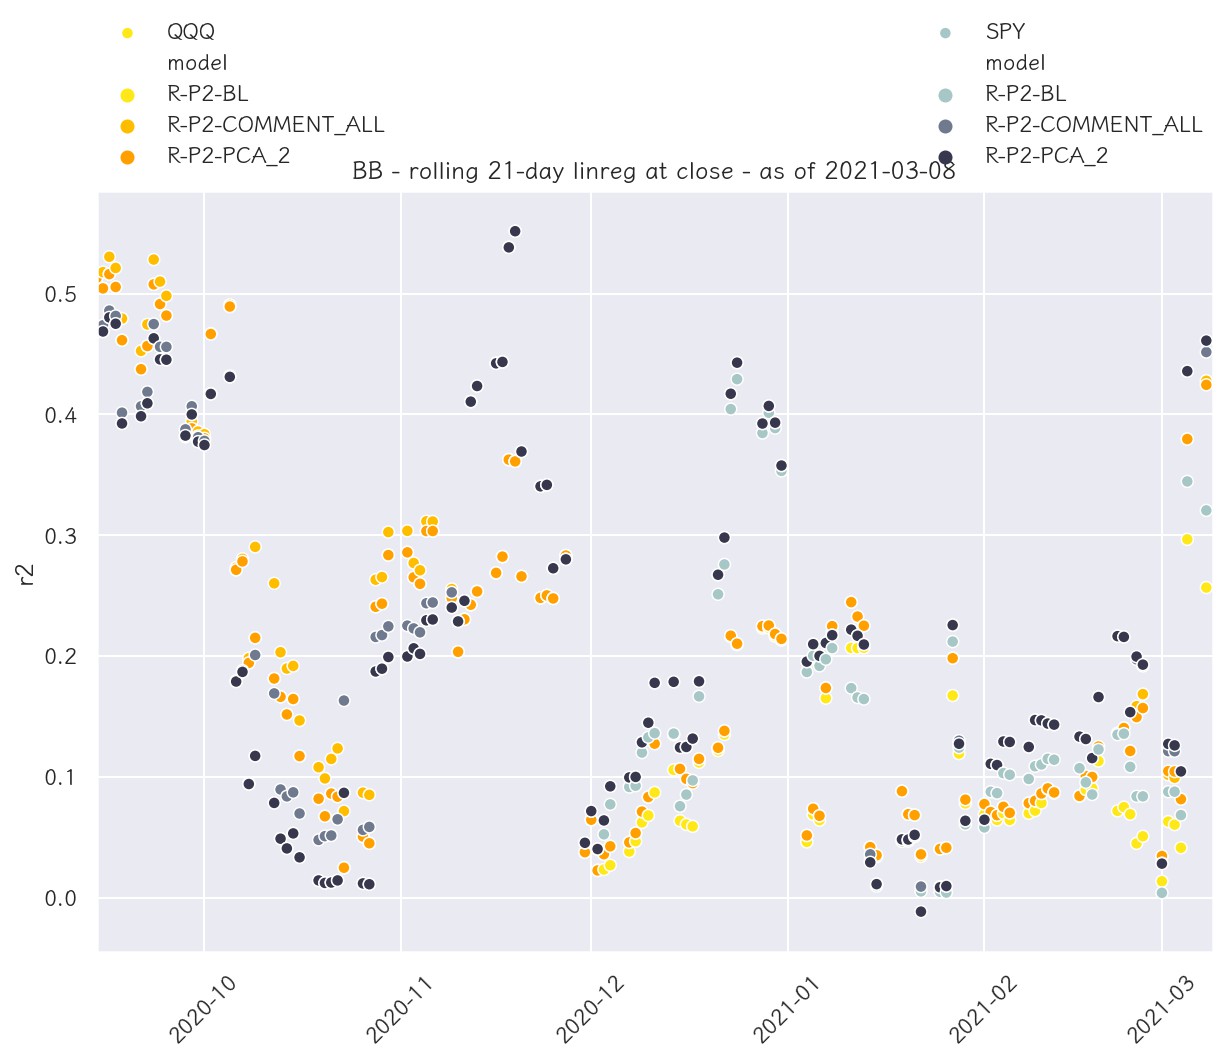 QQQ
model
R-P2-BL
R-P2-COMMENT_ALL
R-P2-PCA_2
SPY
model
R-P2-BL
R-P2-COMMENT_ALL
R-P2-PCA_2
BB - rolling 21-day linreg at close - as of 2021-03-08
r2
0.5
0.4
0.3
0.2
0.1
0.0
2020-10
2020-11
2020-12
2021-01
2021-02
2021-03